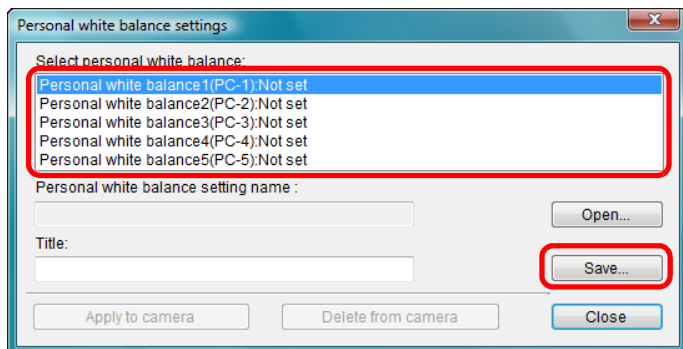 Personal white balance settings
Select personal white balance:
Personal white balance1(PC-1):Not set
Personal white balance2(PC-2):Not set
Personal white balance3(PC-3):Not set
Personal white balance4(PC-4):Not set
Personal white balance5(PC-5):Not set
Personal white balance setting name :
Open...
Title:
Save...
Apply to camera Delete from camera Close